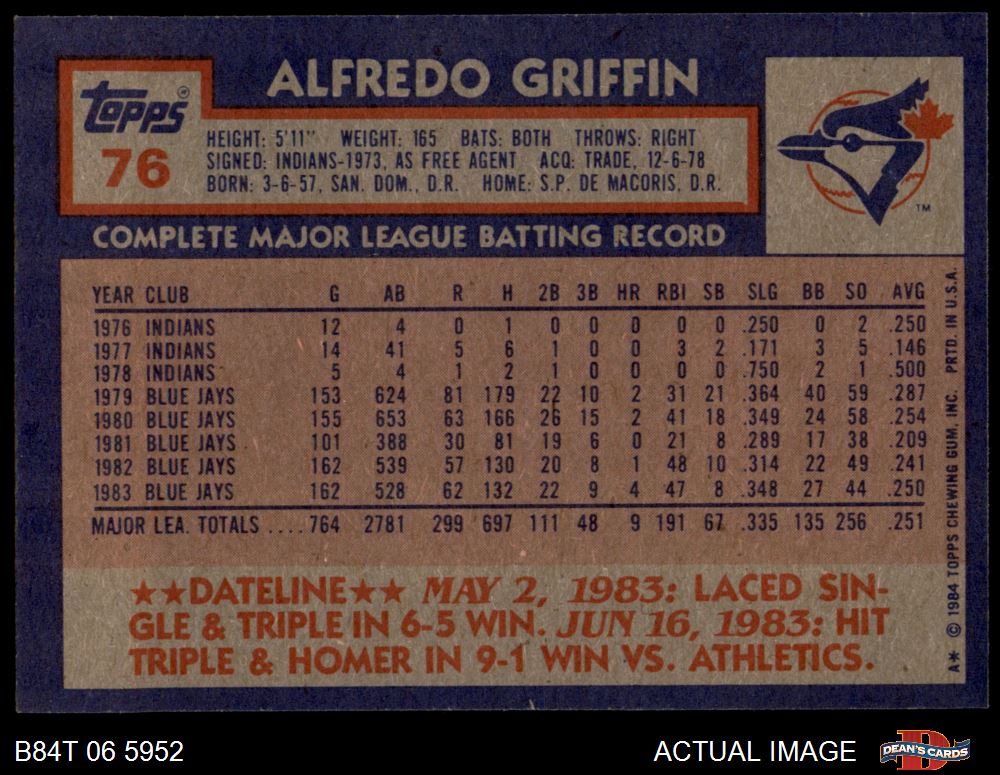 ALFREDO GRIFFIN
Topps®
76
HEIGHT: 5'11" WEIGHT: 165 BATS: BOTH THROWS: RIGHT
SIGNED: INDIANS-1973, AS FREE AGENT ACQ: TRADE, 12-6-78
BORN: 3-6-57, SAN. DOM., D.R. HOME: S.P. DE MACORIS, D.R.
TM
COMPLETE MAJOR LEAGUE BATTING RECORD
YEAR CLUB G AB R H 2B 3B HR RBI SB SLG BB SO AVG
1976 INDIANS 12 4 0 1 0 0 0 0 0 .250 0 2 .250
1977 INDIANS 14 41 5 6 1 0 0 3 2 .171 3 5 .146
1978 INDIANS 5 4 1 2 1 0 0 0 0 .750 2 1 .500
1979 BLUE JAYS 153 624 81 179 22 10 2 31 21 .364 40 59 .287
1980 BLUE JAYS 155 653 63 166 26 15 2 41 18 .349 24 58 .254
1981 BLUE JAYS 101 388 30 81 19 6 0 21 8 .289 17 38 .209
1982 BLUE JAYS 162 539 57 130 20 8 1 48 10 .314 22 49 .241
1983 BLUE JAYS 162 528 62 132 22 9 4 47 8 .348 27 44 .250
MAJOR LEA. TOTALS ....764 2781 299 697 111 48 9 191 67 .335 135 256 .251
★★DATELINE★★ MAY 2, 1983: LACED SIN-
GLE & TRIPLE IN 6-5 WIN. JUN 16, 1983: HIT
TRIPLE & HOMER IN 9-1 WIN VS. ATHLETICS.
A* © 1984 TOPPS CHEWING GUM, INC. PRTD. IN U.S.A.
B84T 06 5952
ACTUAL IMAGE
D
DEAN'S CARDS